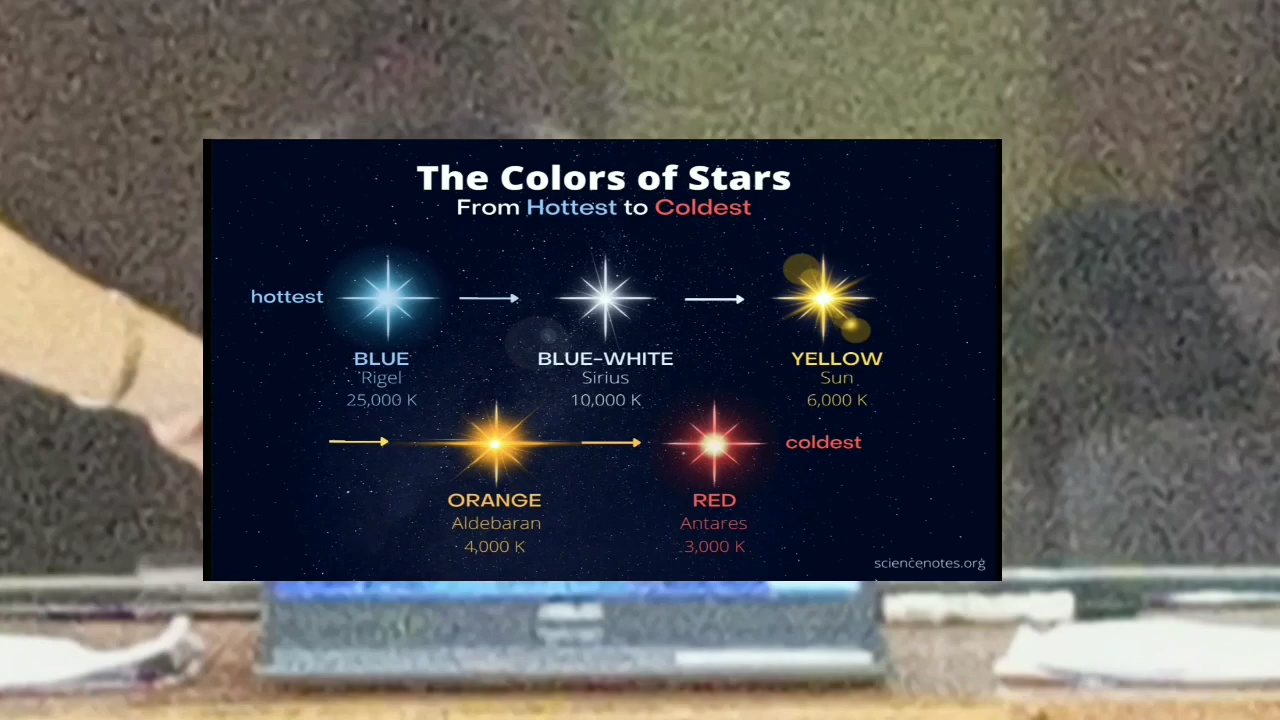 The Colors of Stars
From Hottest to Coldest
hottest
BLUE
Rigel
25,000 K
BLUE-WHITE
Sirius
10,000 K
YELLOW
Sun
6,000 K
ORANGE
Aldebaran
4,000 K
RED
Antares
3,000 K
coldest
sciencenotes.org